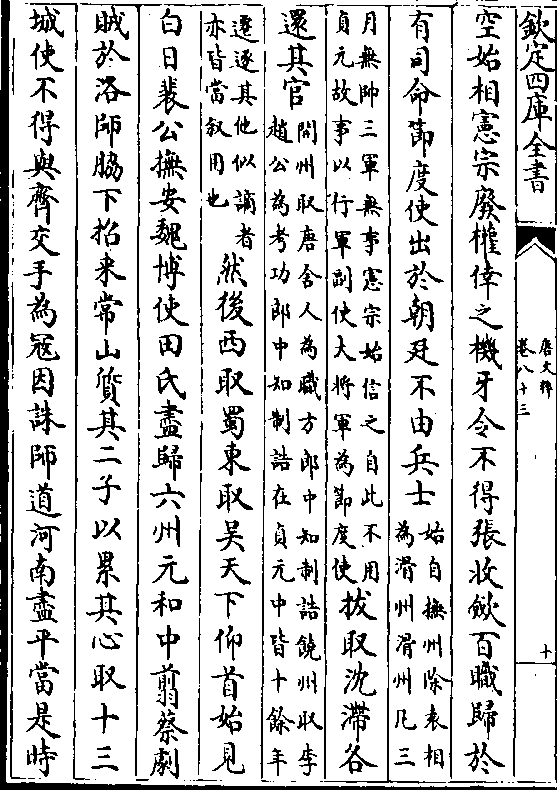 欽定四庫全書
唐文粹
卷八十三
十
空始相憲宗廢權倖之機牙令不得張收歛百職歸於
有司命節度使出於朝廷不由兵士
始自撫州除袁相
為滑州滑州凡三
月無帥三軍無事憲宗始信之自此不用
貞元故事以行軍副使大將軍為節度使
拔取沈滯各
還其官
問州取唐舍人為職方郎中知制誥饒州取李
趙公為考功郎中知制誥在貞元中皆十餘年
遷逐其他似謫者
亦皆當叙用也
然後西取蜀東取吳天下仰首始見
白日裴公撫安魏博使田氏盡歸六州元和中翦蔡劇
賊於洛師脇下招来常山質其二子以累其心取十三
城使不得與齊交手為冦因誅師道河南盡平當是時